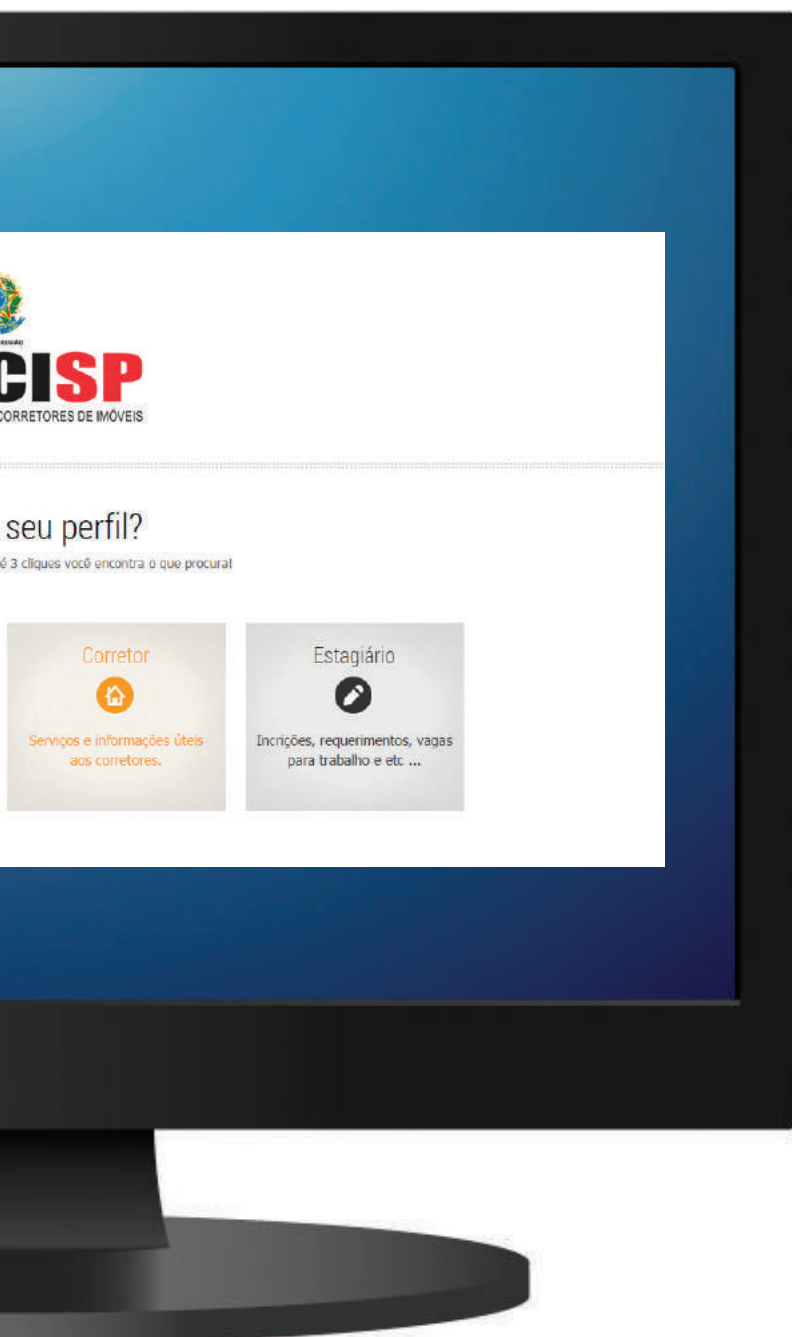 REGIÃO
CISP
CORRETORES DE IMÓVEIS
seu perfil?
é 3 cliques você encontra o que procura!
Corretor
Serviços e informações úteis
aos corretores.
Estagiário
Incrições, requerimentos, vagas
para trabalho e etc ...